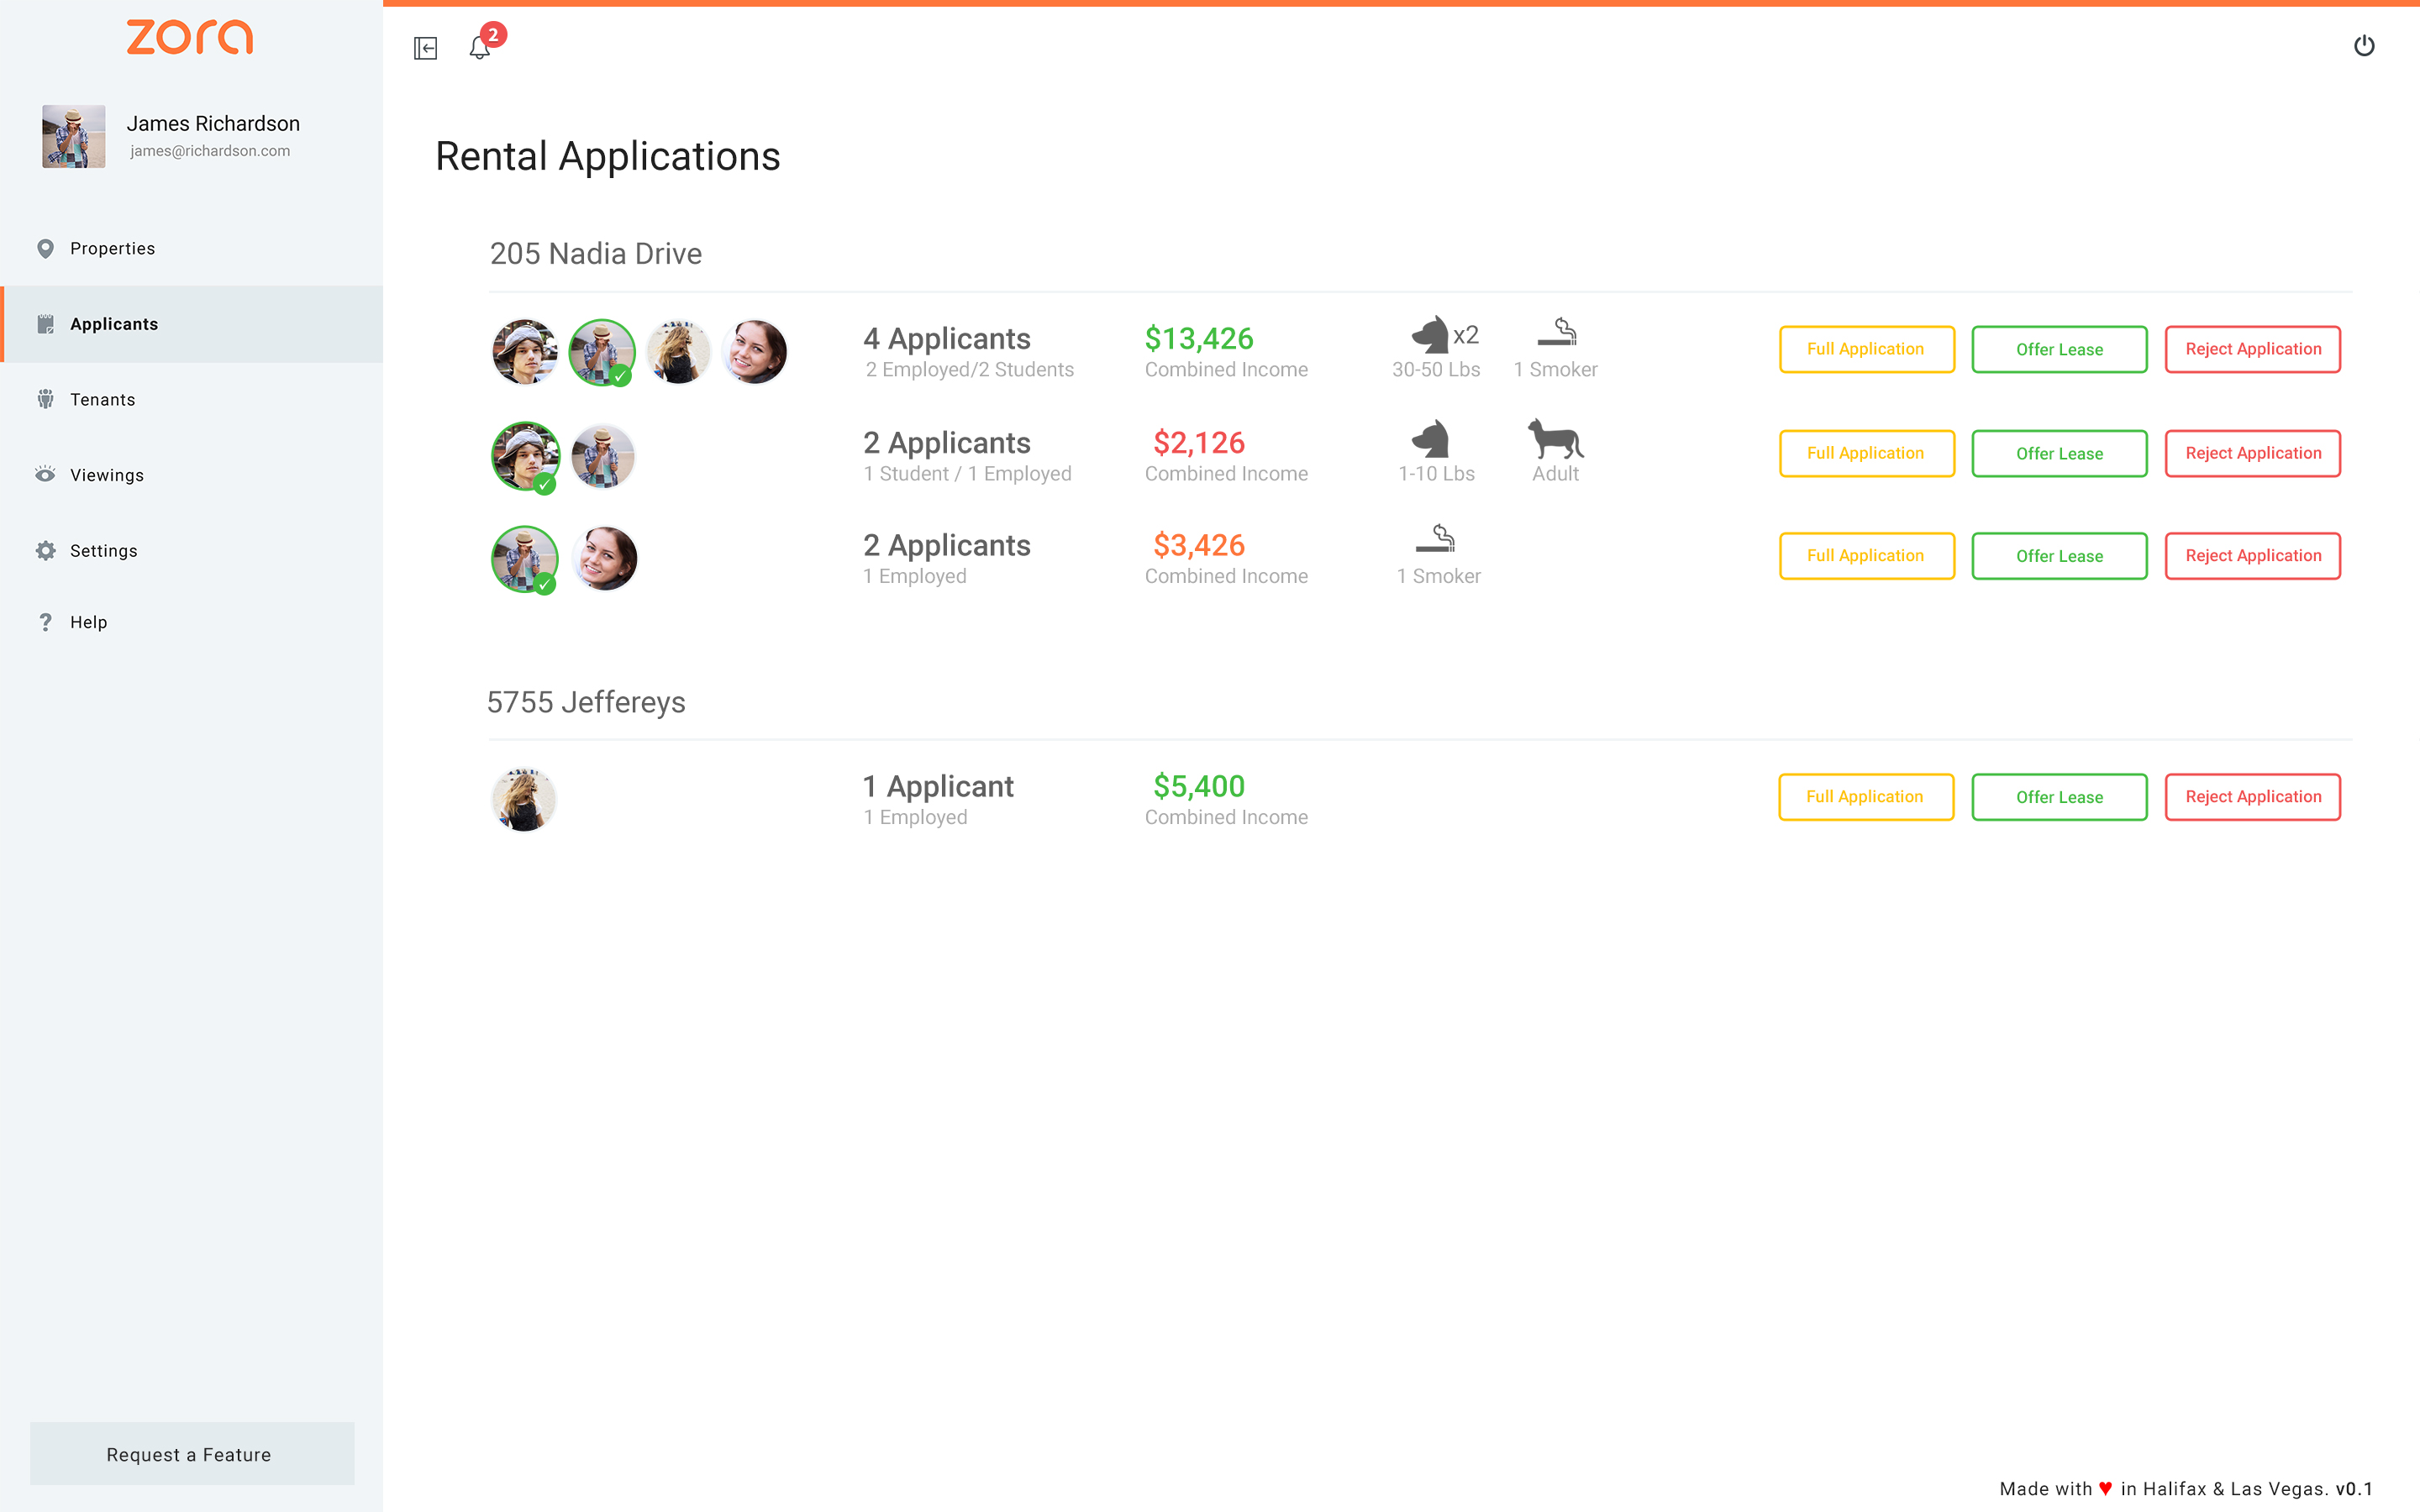 zora
2
James Richardson
james@richardson.com
Properties
Applicants
Tenants
Viewings
Settings
? Help
Request a Feature
Rental Applications
205 Nadia Drive
4 Applicants $13,426 x2
2 Employed/2 Students Combined Income 30-50 Lbs 1 Smoker
Full Application Offer Lease Reject Application
2 Applicants $2,126
1 Student / 1 Employed Combined Income 1-10 Lbs Adult
Full Application Offer Lease Reject Application
2 Applicants $3,426
1 Employed Combined Income 1 Smoker
Full Application Offer Lease Reject Application
5755 Jeffereys
1 Applicant $5,400
1 Employed Combined Income
Full Application Offer Lease Reject Application
Made with ♥ in Halifax & Las Vegas. v0.1